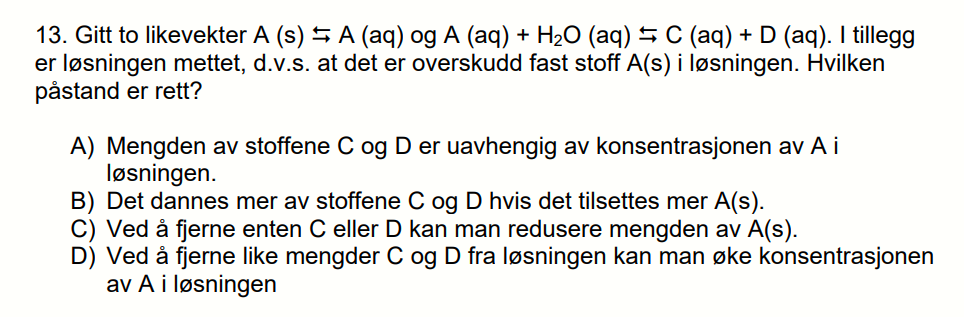 13. Gitt to likevekter A (s) ⇆ A (aq) og A (aq) + H₂O (aq) ⇆ C (aq) + D (aq). I tillegg
er løsningen mettet, d.v.s. at det er overskudd fast stoff A(s) i løsningen. Hvilken
påstand er rett?
A) Mengden av stoffene C og D er uavhengig av konsentrasjonen av A i
løsningen.
B) Det dannes mer av stoffene C og D hvis det tilsettes mer A(s).
C) Ved å fjerne enten C eller D kan man redusere mengden av A(s).
D) Ved å fjerne like mengder C og D fra løsningen kan man øke konsentrasjonen
av A i løsningen